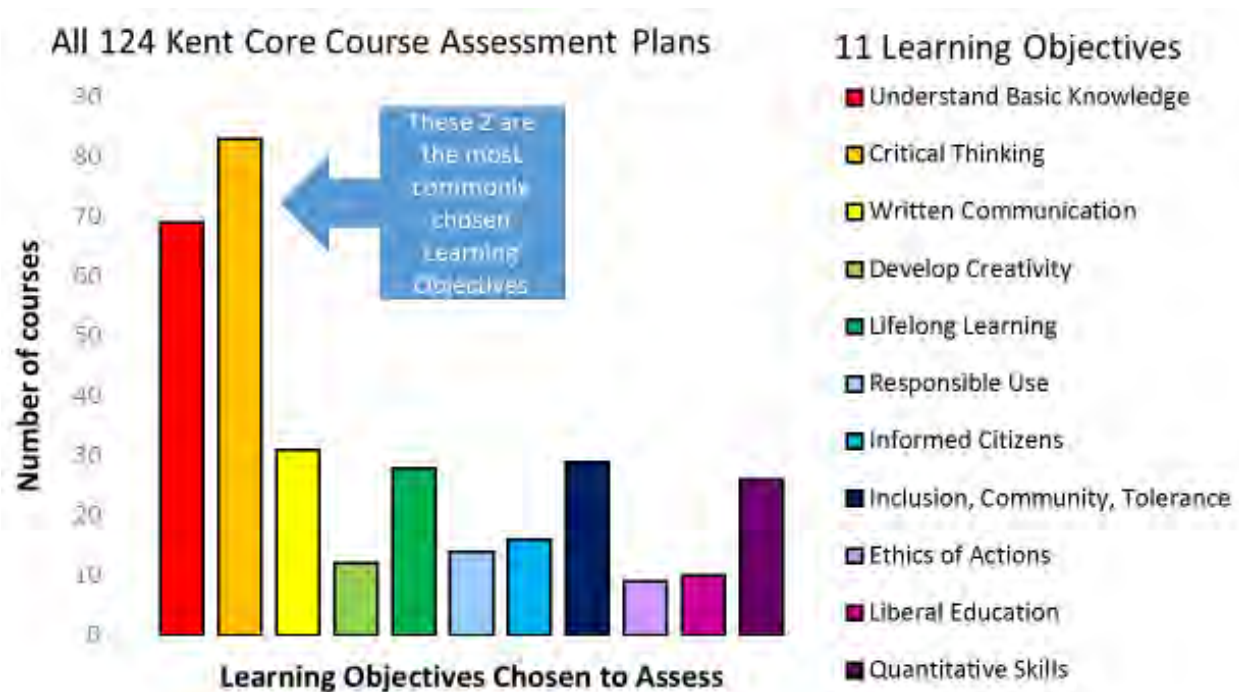 All 124 Kent Core Course Assessment Plans
90
80
70
60
50
40
30
20
10
0
Number of courses
These 2 are
the most
commonly
chosen
Learning
Objectives
Learning Objectives Chosen to Assess
11 Learning Objectives
Understand Basic Knowledge
Critical Thinking
Written Communication
Develop Creativity
Lifelong Learning
Responsible Use
Informed Citizens
Inclusion, Community, Tolerance
Ethics of Actions
Liberal Education
Quantitative Skills